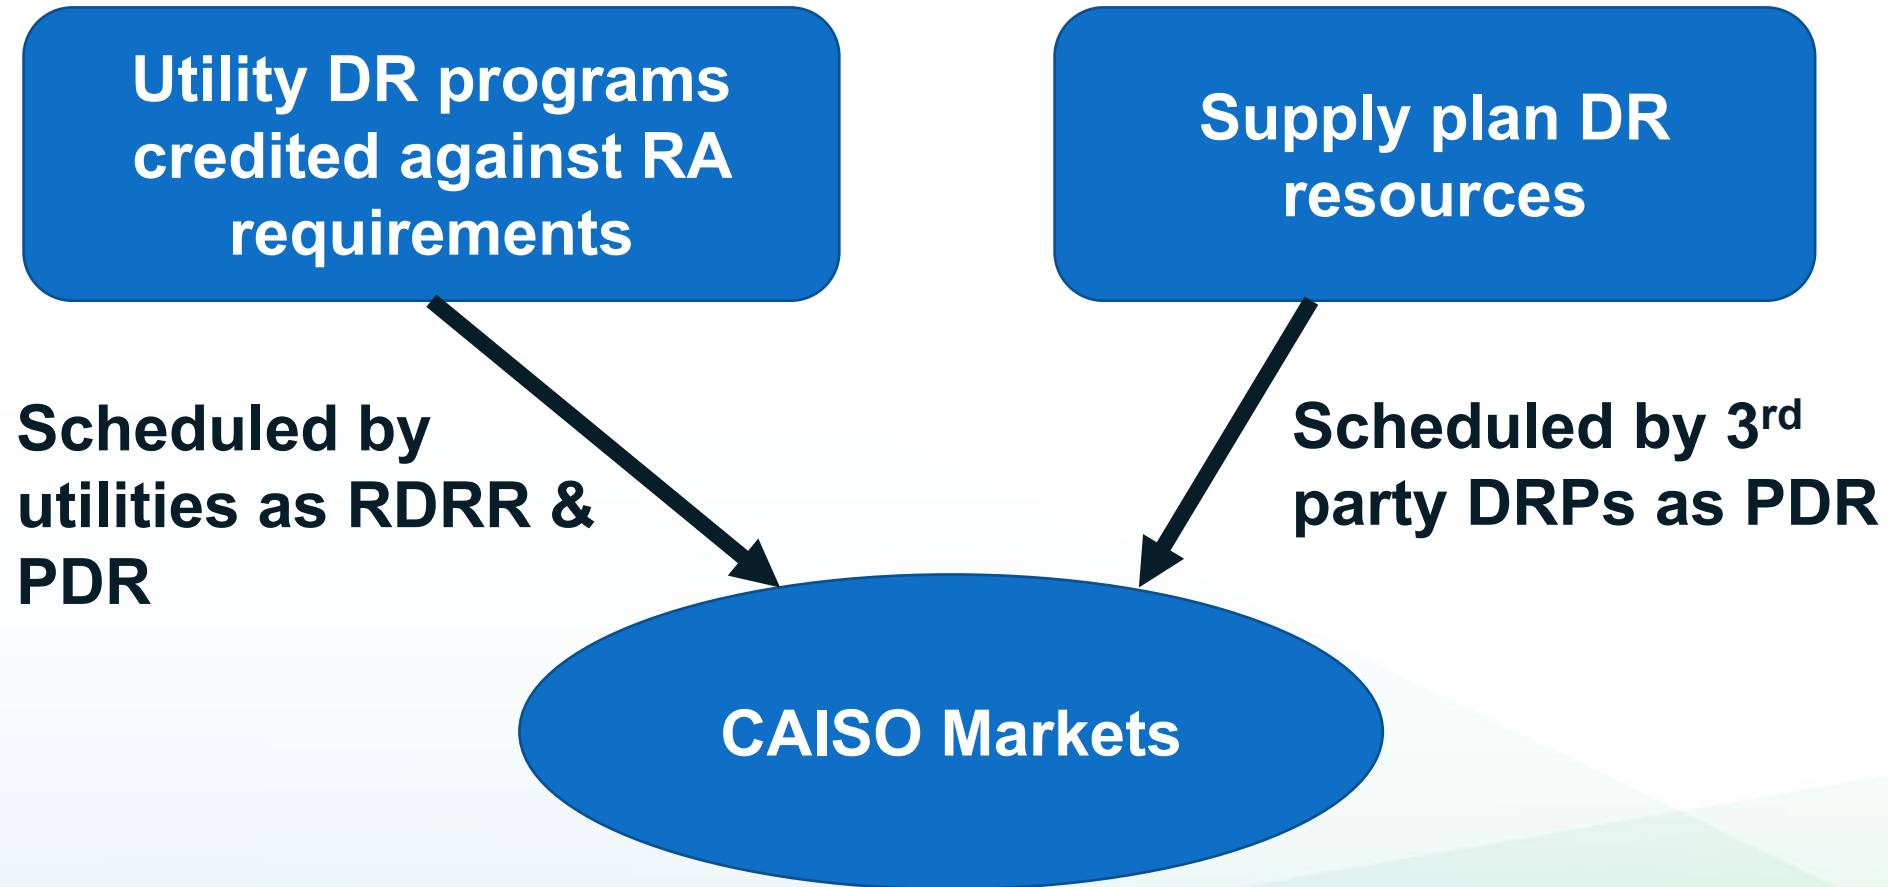 Utility DR programs
credited against RA
requirements
Supply plan DR
resources
Scheduled by
utilities as RDRR &
PDR
Scheduled by 3rd
party DRPs as PDR
CAISO Markets